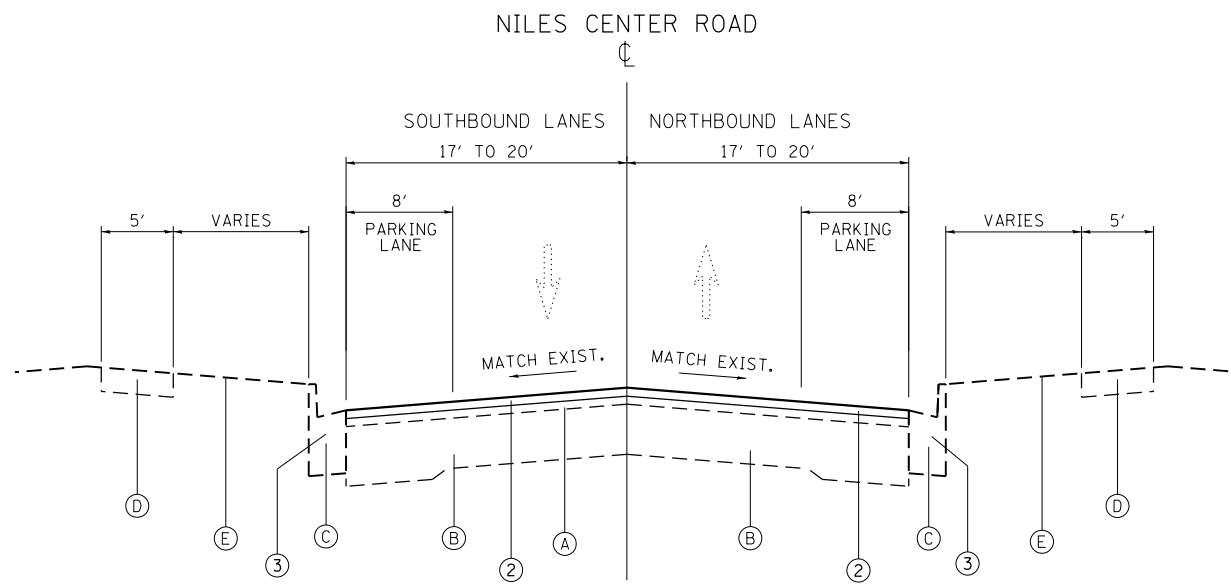 NILES CENTER ROAD
℄
SOUTHBOUND LANES NORTHBOUND LANES
17' TO 20' 17' TO 20'
8' 8'
5' VARIES PARKING LANE PARKING LANE VARIES 5'
MATCH EXIST. MATCH EXIST.
D E 3 C B 2 A B 2 C 3 E D